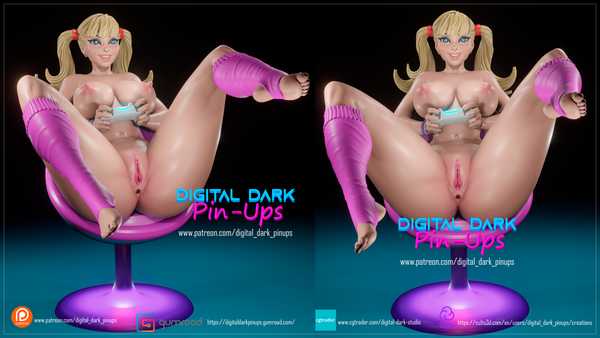 DIGITAL DARK
Pin-Ups
www.patreon.com/digital_dark_pinups
DIGITAL DARK
Pin-Ups
www.patreon.com/digital_dark_pinups
www.patreon.com/digital_dark_pinups
gumroad
https://digitaldarkpinups.gumroad.com/
cgtrader
www.cgtrader.com/digital-dark-studio
https://cults3d.com/en/users/digital_dark_pinups/creations